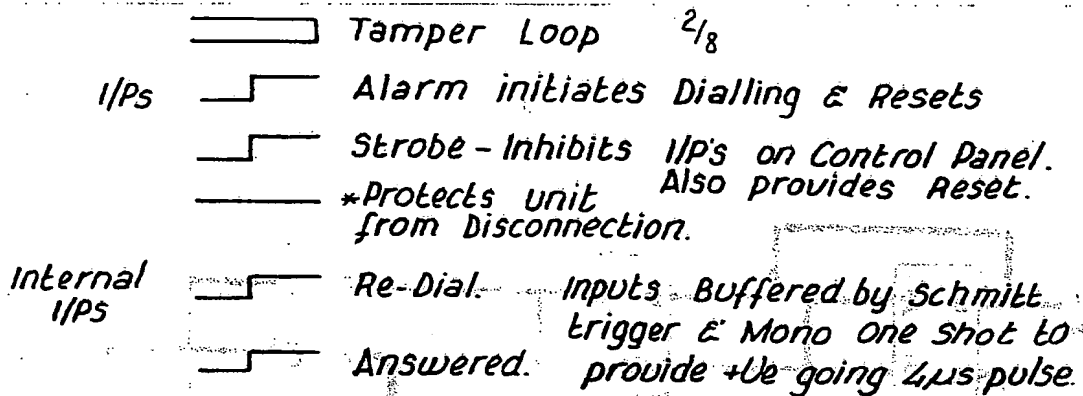 Tamper Loop 2/8
I/Ps Alarm initiates Dialling & Resets
Strobe - Inhibits I/P's on Control Panel.
Also provides Reset.
*Protects unit
from Disconnection.
Internal
I/Ps
Re-Dial. Inputs Buffered by Schmitt
trigger & Mono One Shot to
Answered. provide +Ve going 4µs pulse.